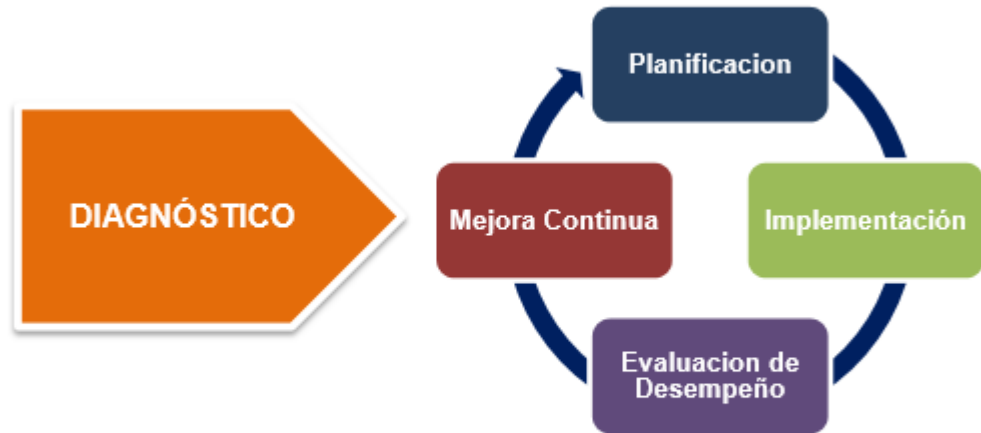 DIAGNÓSTICO
Planificacion
Implementación
Evaluacion de
Desempeño
Mejora Continua